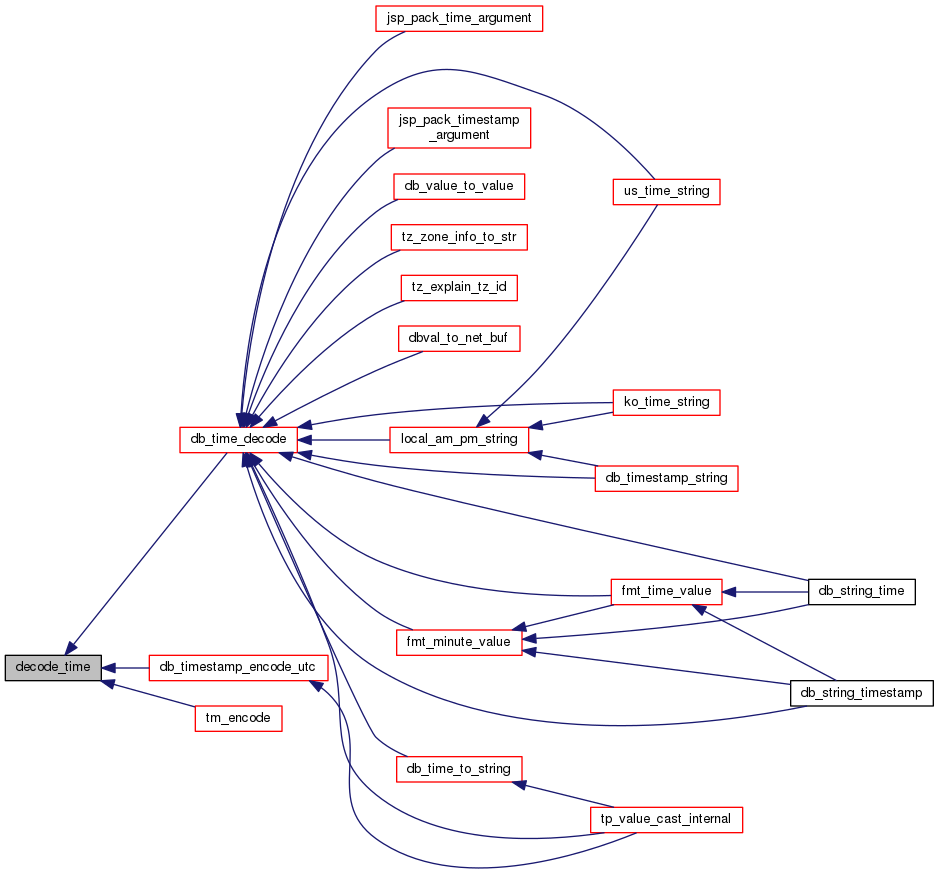 jsp_pack_time_argument
jsp_pack_timestamp
_argument
db_value_to_value
us_time_string
tz_zone_info_to_str
tz_explain_tz_id
dbval_to_net_buf
ko_time_string
db_time_decode
local_am_pm_string
db_timestamp_string
fmt_time_value
db_string_time
fmt_minute_value
decode_time
db_timestamp_encode_utc
db_string_timestamp
tm_encode
db_time_to_string
tp_value_cast_internal